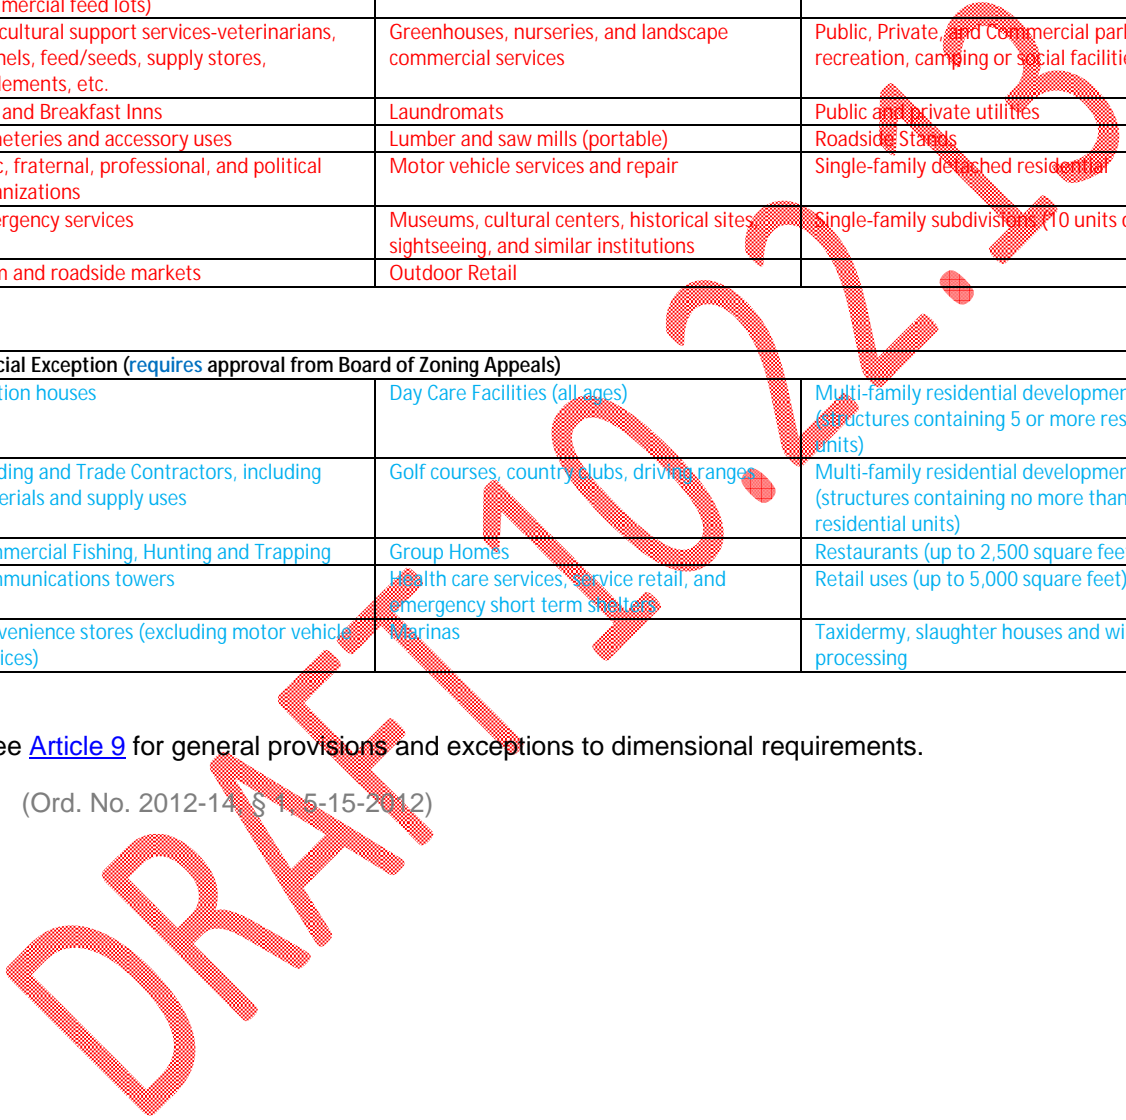 mercial feed lots)
cultural support services-veterinarians,
nels, feed/seeds, supply stores,
lements, etc.
Greenhouses, nurseries, and landscape
commercial services
Public, Private, and Commercial park
recreation, camping or social facilitie
and Breakfast Inns
Laundromats
Public and private utilities
eteries and accessory uses
Lumber and saw mills (portable)
Roadside Stands
c, fraternal, professional, and political
nizations
Motor vehicle services and repair
Single-family detached residential
ergency services
Museums, cultural centers, historical sites,
sightseeing, and similar institutions
Single-family subdivisions (10 units o
m and roadside markets
Outdoor Retail
cial Exception (requires approval from Board of Zoning Appeals)
tion houses
Day Care Facilities (all ages)
Multi-family residential developmen
(structures containing 5 or more res
units)
ding and Trade Contractors, including
erials and supply uses
Golf courses, country clubs, driving ranges
Multi-family residential developmen
(structures containing no more than
residential units)
mmercial Fishing, Hunting and Trapping
Group Homes
Restaurants (up to 2,500 square fee
mmunications towers
Health care services, service retail, and
emergency short term shelters
Retail uses (up to 5,000 square feet)
venience stores (excluding motor vehicle
ices)
Marinas
Taxidermy, slaughter houses and wi
processing
ee Article 9 for general provisions and exceptions to dimensional requirements.
(Ord. No. 2012-14, § 1, 5-15-2012)
DRAFT 10.22.13